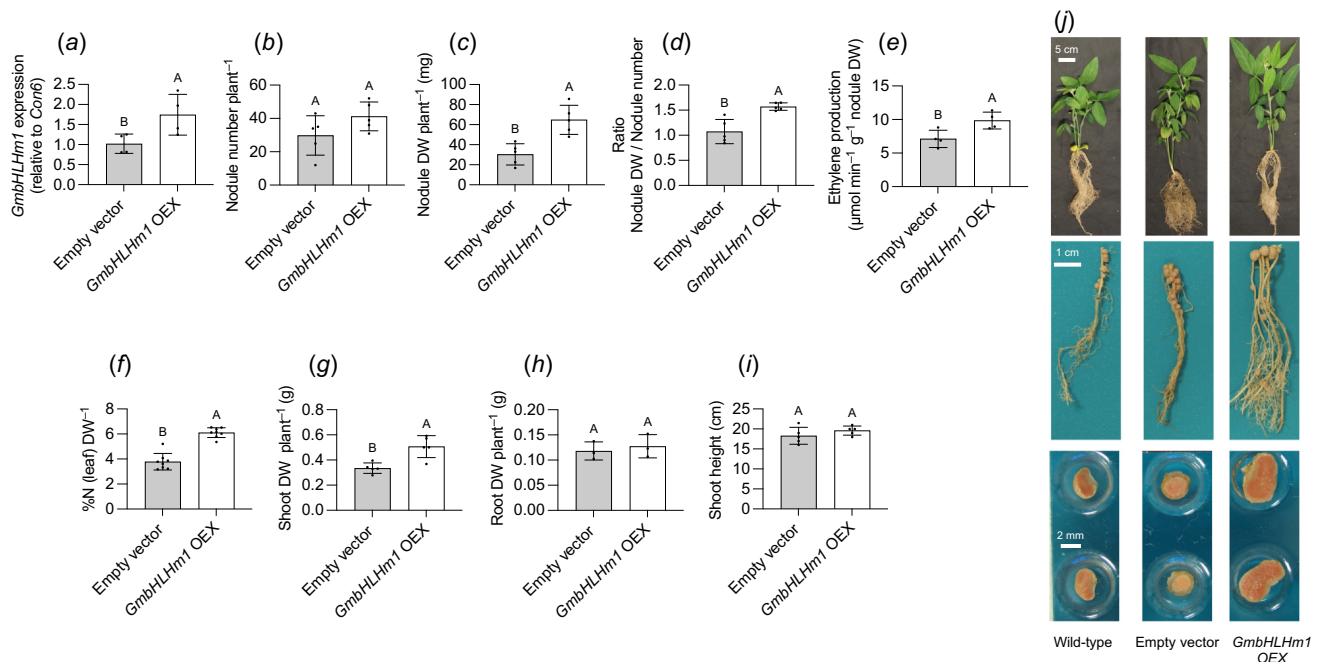 (a)
GmbHLHm1 expression
(relative to Con6)
2.5
2.0
1.5
1.0
0.5
0.0
B
A
Empty vector
GmbHLHm1 OEX
(b)
Nodule number plant⁻¹
60
40
20
0
A
A
Empty vector
GmbHLHm1 OEX
(c)
Nodule DW plant⁻¹ (mg)
100
80
60
40
20
0
B
A
Empty vector
GmbHLHm1 OEX
(d)
Ratio
Nodule DW / Nodule number
2.0
1.5
1.0
0.5
0.0
B
A
Empty vector
GmbHLHm1 OEX
(e)
Ethylene production
(µmol min⁻¹ g⁻¹ nodule DW)
15
10
5
0
B
A
Empty vector
GmbHLHm1 OEX
(f)
%N (leaf) DW⁻¹
8
6
4
2
0
B
A
Empty vector
GmbHLHm1 OEX
(g)
Shoot DW plant⁻¹ (g)
0.8
0.6
0.4
0.2
0.0
B
A
Empty vector
GmbHLHm1 OEX
(h)
Root DW plant⁻¹ (g)
0.20
0.15
0.10
0.05
0.00
A
A
Empty vector
GmbHLHm1 OEX
(i)
Shoot height (cm)
25
20
15
10
5
0
A
A
Empty vector
GmbHLHm1 OEX
(j)
5 cm
1 cm
2 mm
Wild-type
Empty vector
GmbHLHm1
OEX